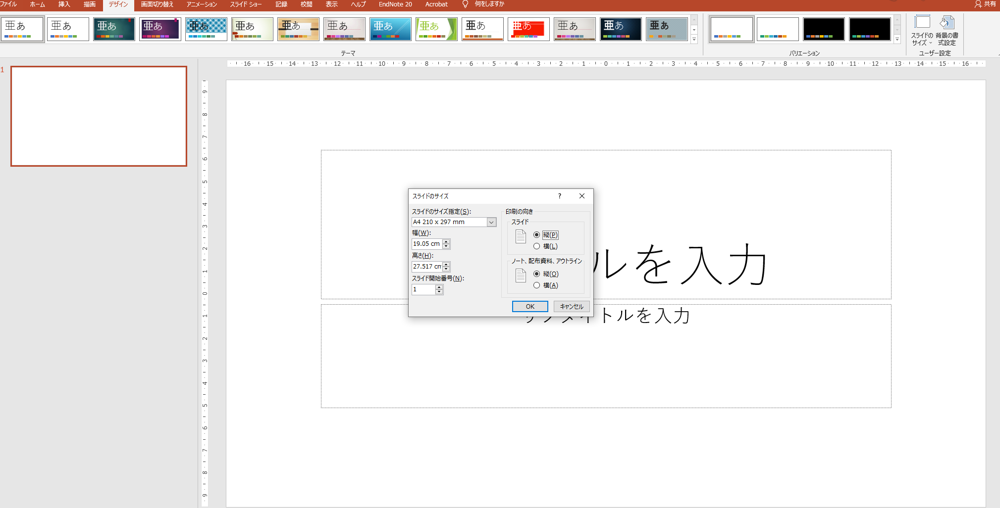 ファイル ホーム 挿入 描画 デザイン 画面切り替え アニメーション スライド ショー 記録 校閲 表示 ヘルプ EndNote 20 Acrobat 何をしますか 共有
亜あ 亜あ 亜あ 亜あ 亜あ 亜あ 亜あ 亜あ 亜あ 亜あ 亜あ 亜あ 亜あ 亜あ 亜あ
スライドの
サイズ
背景の書
式設定
テーマ
バリエーション
ユーザー設定
16 15 14 13 12 11 10 9 8 7 6 5 4 3 2 1 0 1 2 3 4 5 6 7 8 9 10 11 12 13 14 15 16
1
9
8
7
6
5
4
3
2
1
0
1
2
3
4
5
6
7
8
9
ルを入力
サブタイトルを入力
スライドのサイズ ?
スライドのサイズ指定(S):
A4 210 x 297 mm
幅(W):
19.05 cm
高さ(H):
27.517 cm
スライド開始番号(N):
1
印刷の向き
スライド
縦(P)
横(L)
ノート、配布資料、アウトライン
縦(O)
横(A)
OK キャンセル